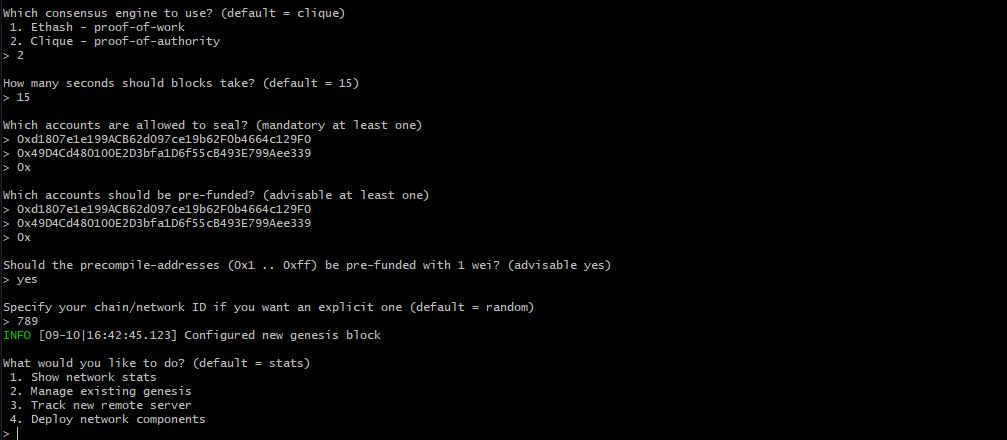 Which consensus engine to use? (default = clique)
1. Ethash - proof-of-work
2. Clique - proof-of-authority
> 2
How many seconds should blocks take? (default = 15)
> 15
Which accounts are allowed to seal? (mandatory at least one)
> 0xd1807e1e199ACB62d097ce19b62F0b4664c129F0
> 0x49D4Cd480100E2D3bfa1D6f55cB493E799Aee339
> 0x
Which accounts should be pre-funded? (advisable at least one)
> 0xd1807e1e199ACB62d097ce19b62F0b4664c129F0
> 0x49D4Cd480100E2D3bfa1D6f55cB493E799Aee339
> 0x
Should the precompile-addresses (0x1 .. 0xff) be pre-funded with 1 wei? (advisable yes)
> yes
Specify your chain/network ID if you want an explicit one (default = random)
> 789
INFO [09-10|16:42:45.123] Configured new genesis block
What would you like to do? (default = stats)
1. Show network stats
2. Manage existing genesis
3. Track new remote server
4. Deploy network components
>